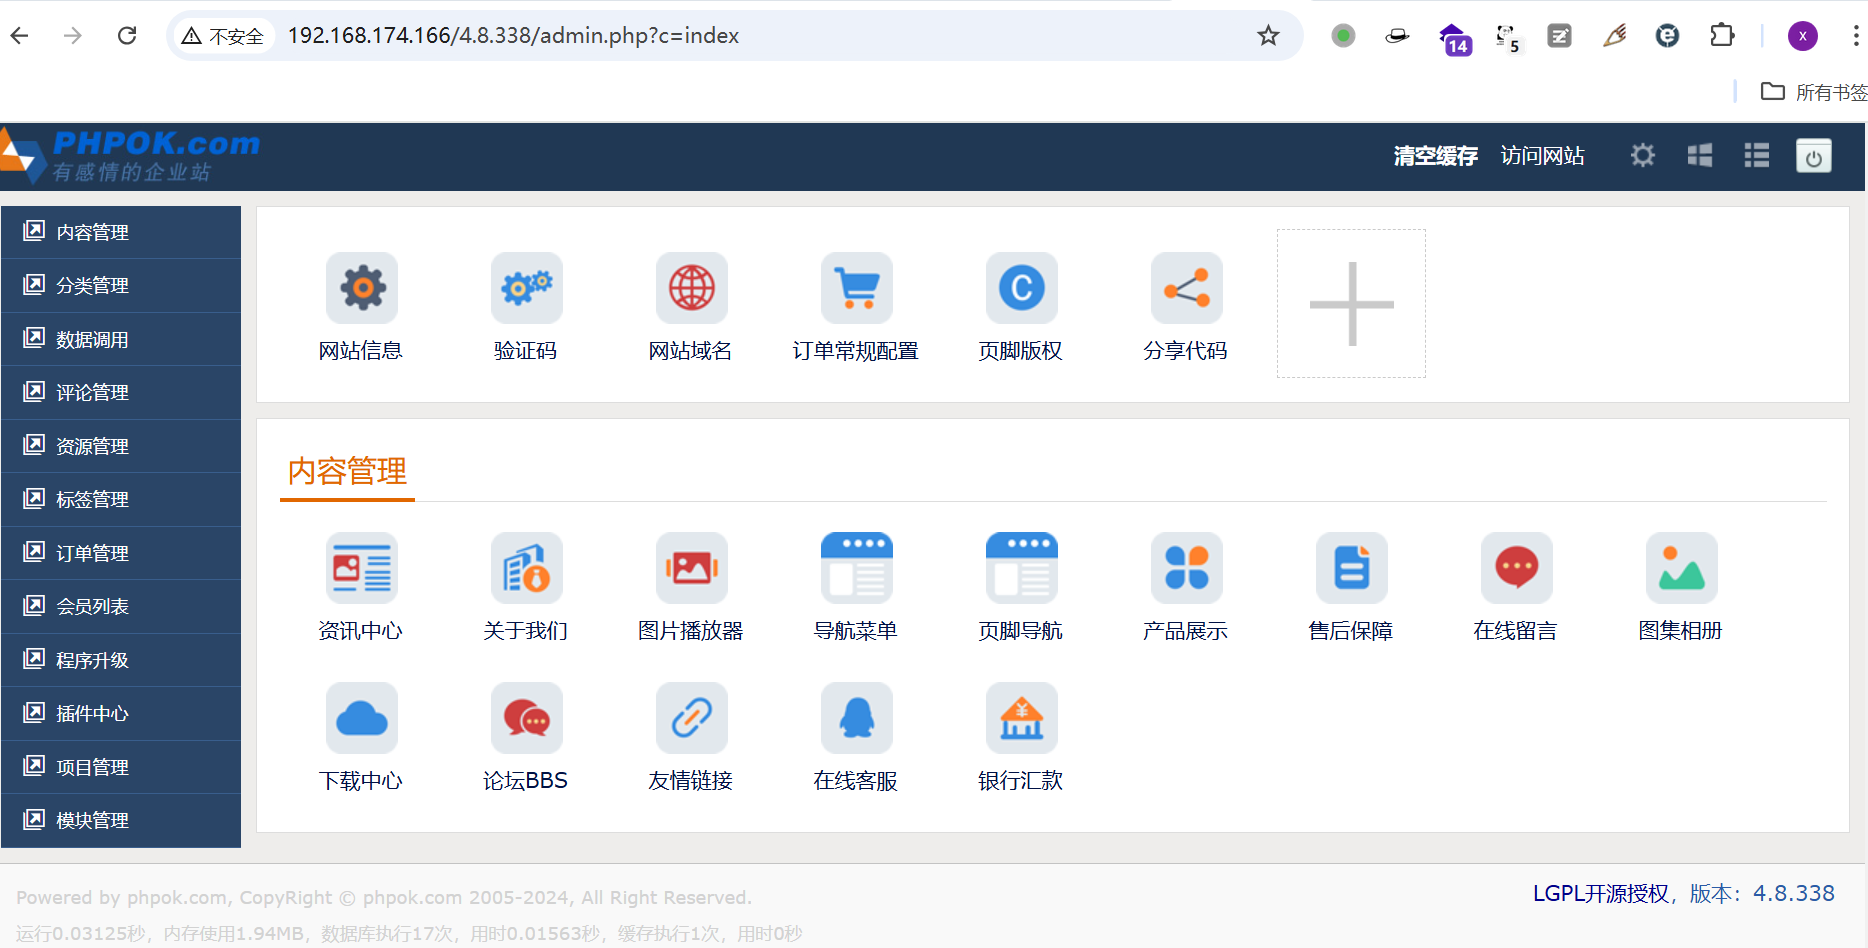 不安全 192.168.174.166/4.8.338/admin.php?c=index 14 5 x
所有书签
PHPOK.com
有感情的企业站
清空缓存 访问网站
内容管理
分类管理
数据调用
评论管理
资源管理
标签管理
订单管理
会员列表
程序升级
插件中心
项目管理
模块管理
网站信息 验证码 网站域名 订单常规配置 页脚版权 分享代码
内容管理
资讯中心 关于我们 图片播放器 导航菜单 页脚导航 产品展示 售后保障 在线留言 图集相册
下载中心 论坛BBS 友情链接 在线客服 银行汇款
Powered by phpok.com, CopyRight © phpok.com 2005-2024, All Right Reserved.
LGPL开源授权，版本：4.8.338
运行0.03125秒，内存使用1.94MB，数据库执行17次，用时0.01563秒，缓存执行1次，用时0秒